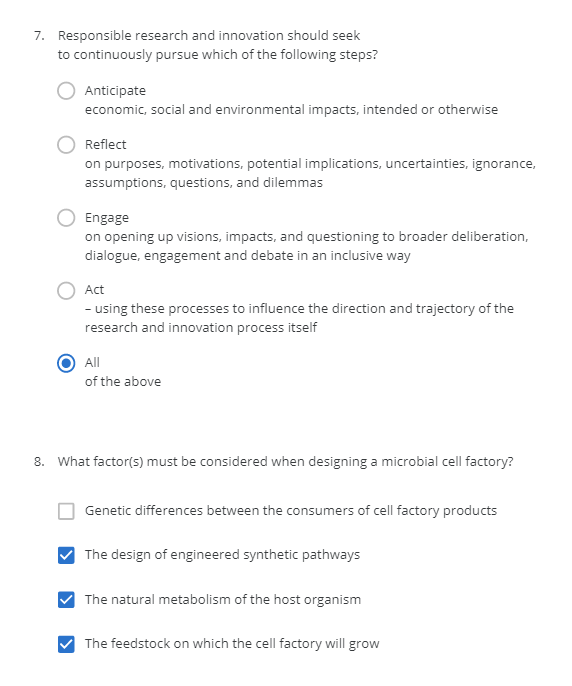 7. Responsible research and innovation should seek
to continuously pursue which of the following steps?
Anticipate
economic, social and environmental impacts, intended or otherwise
Reflect
on purposes, motivations, potential implications, uncertainties, ignorance,
assumptions, questions, and dilemmas
Engage
on opening up visions, impacts, and questioning to broader deliberation,
dialogue, engagement and debate in an inclusive way
Act
– using these processes to influence the direction and trajectory of the
research and innovation process itself
All
of the above
8. What factor(s) must be considered when designing a microbial cell factory?
Genetic differences between the consumers of cell factory products
The design of engineered synthetic pathways
The natural metabolism of the host organism
The feedstock on which the cell factory will grow